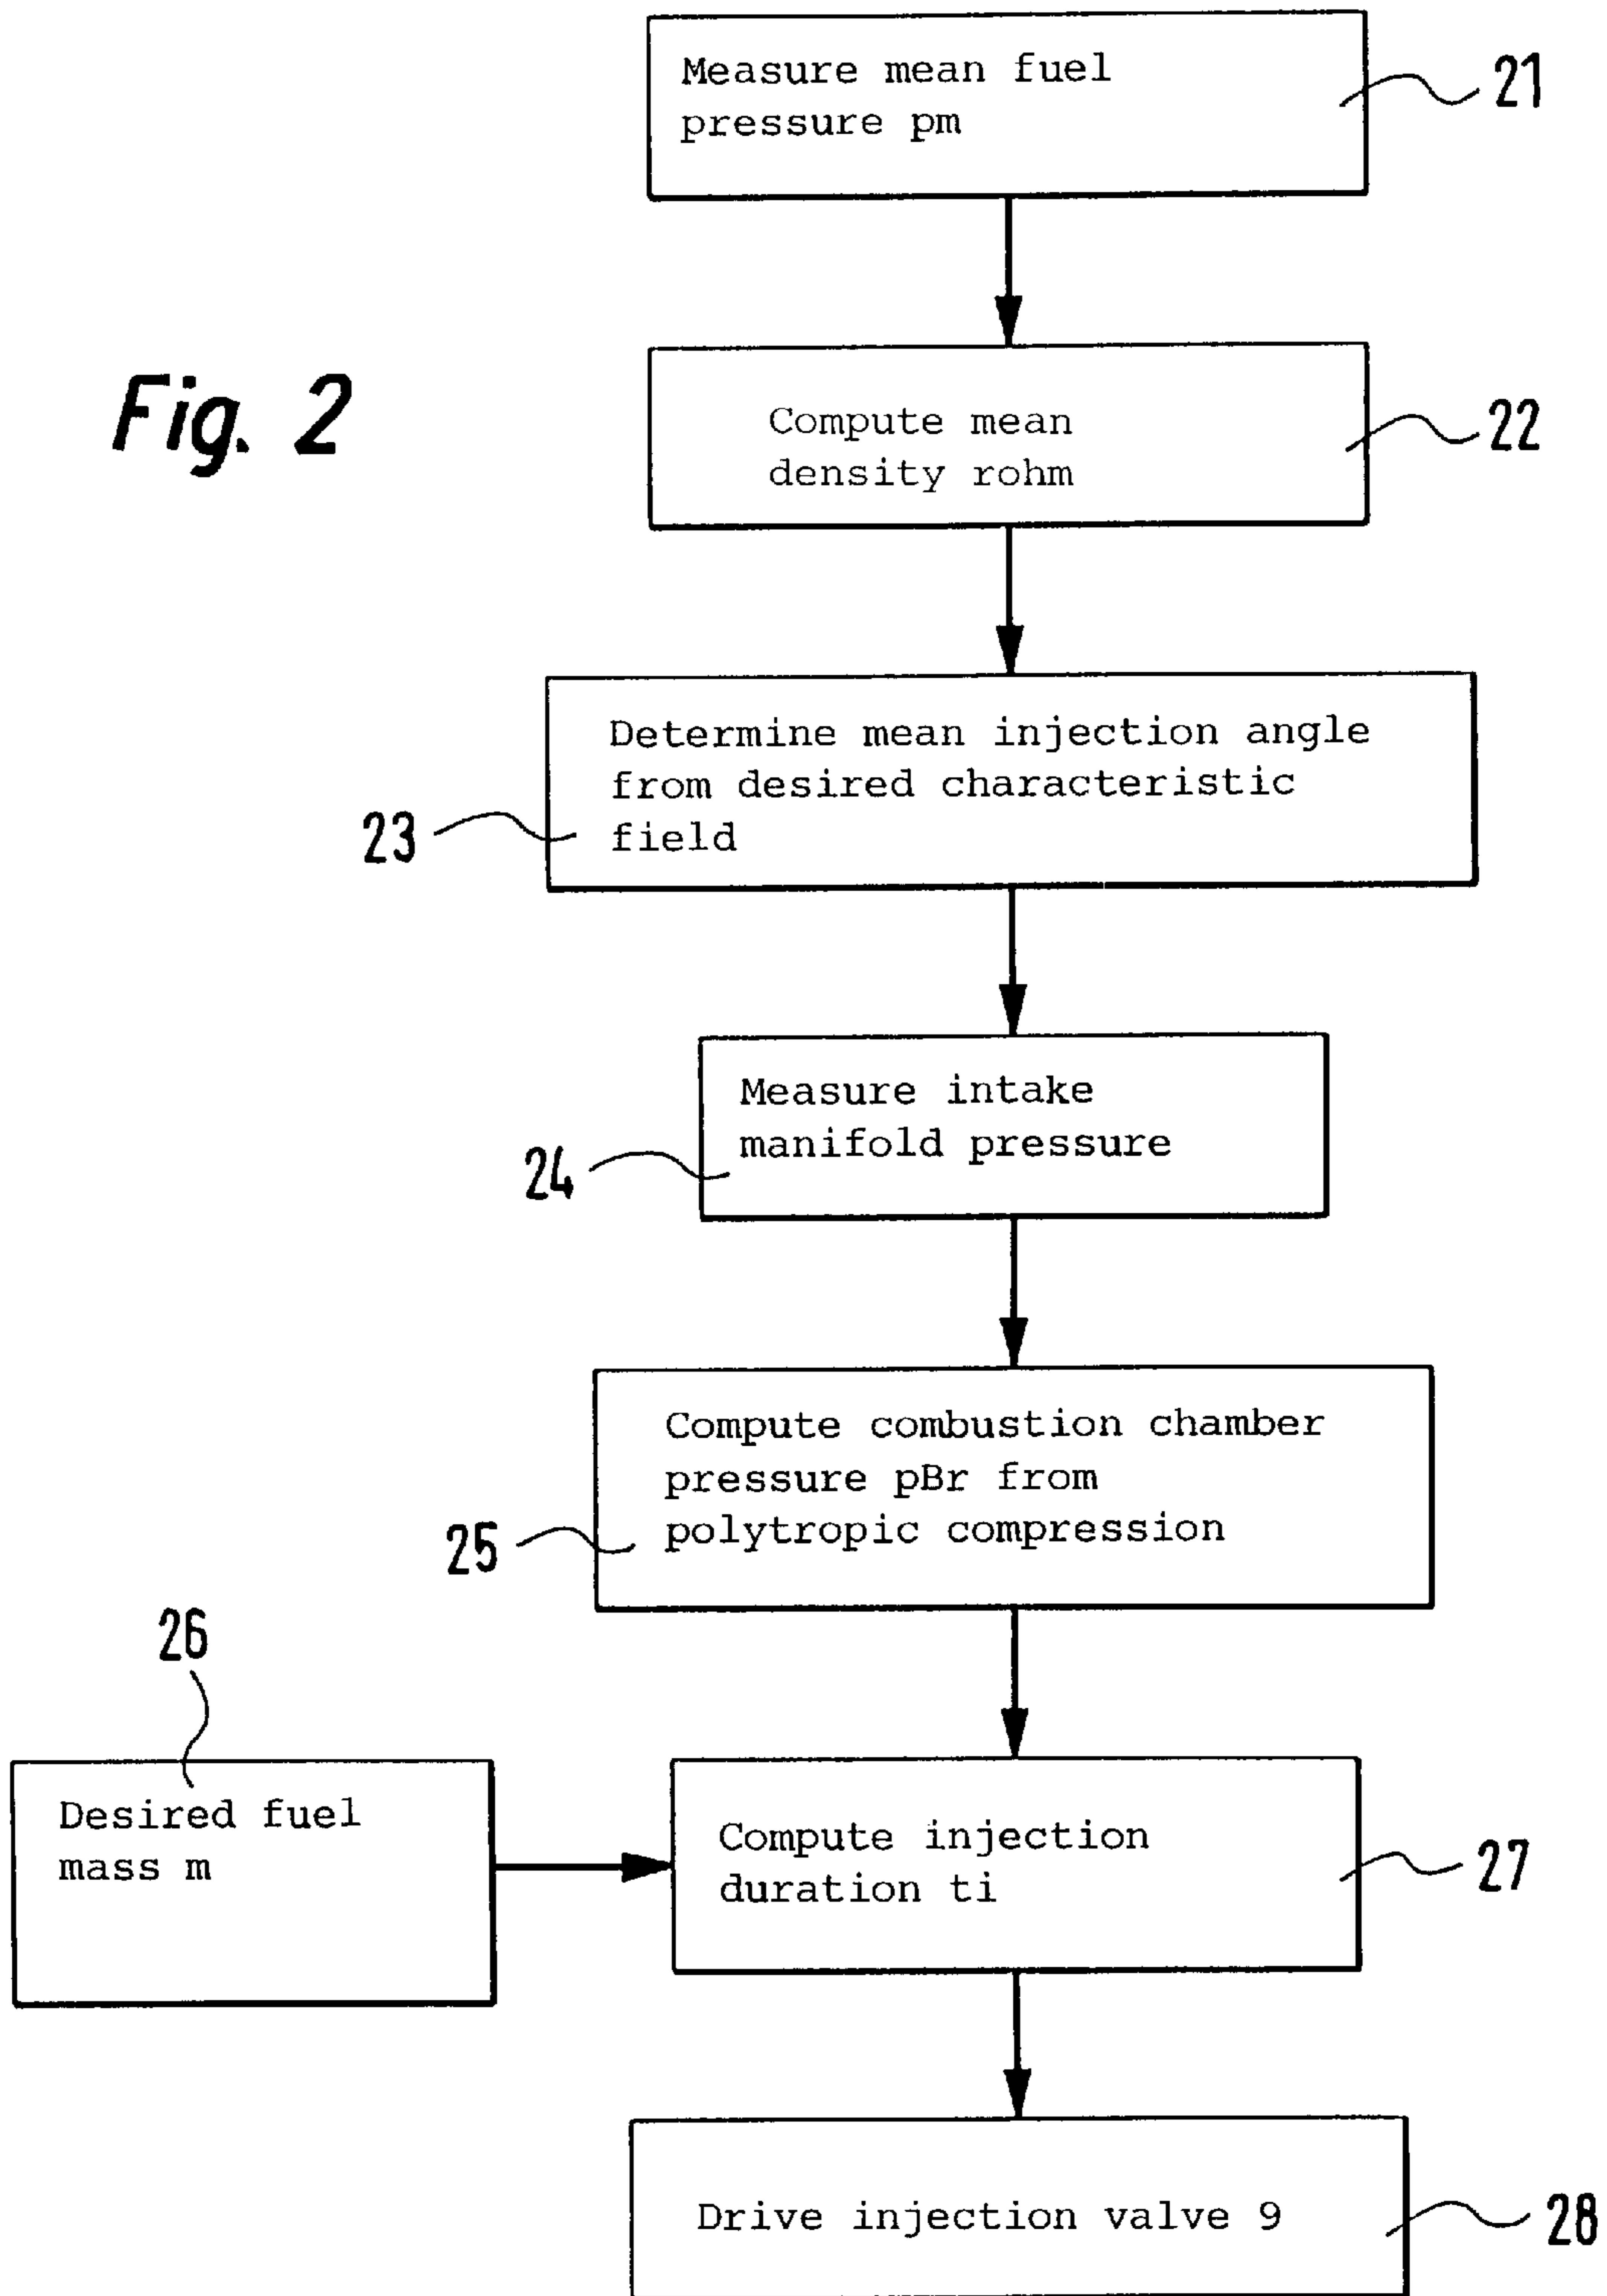 Measure mean fuel
pressure pm
21
Fig. 2
Compute mean
density rohm
22
Determine mean injection angle
from desired characteristic
field
23
Measure intake
manifold pressure
24
Compute combustion chamber
pressure pBr from
polytropic compression
25
26
Desired fuel
mass m
Compute injection
duration ti
27
Drive injection valve 9
28